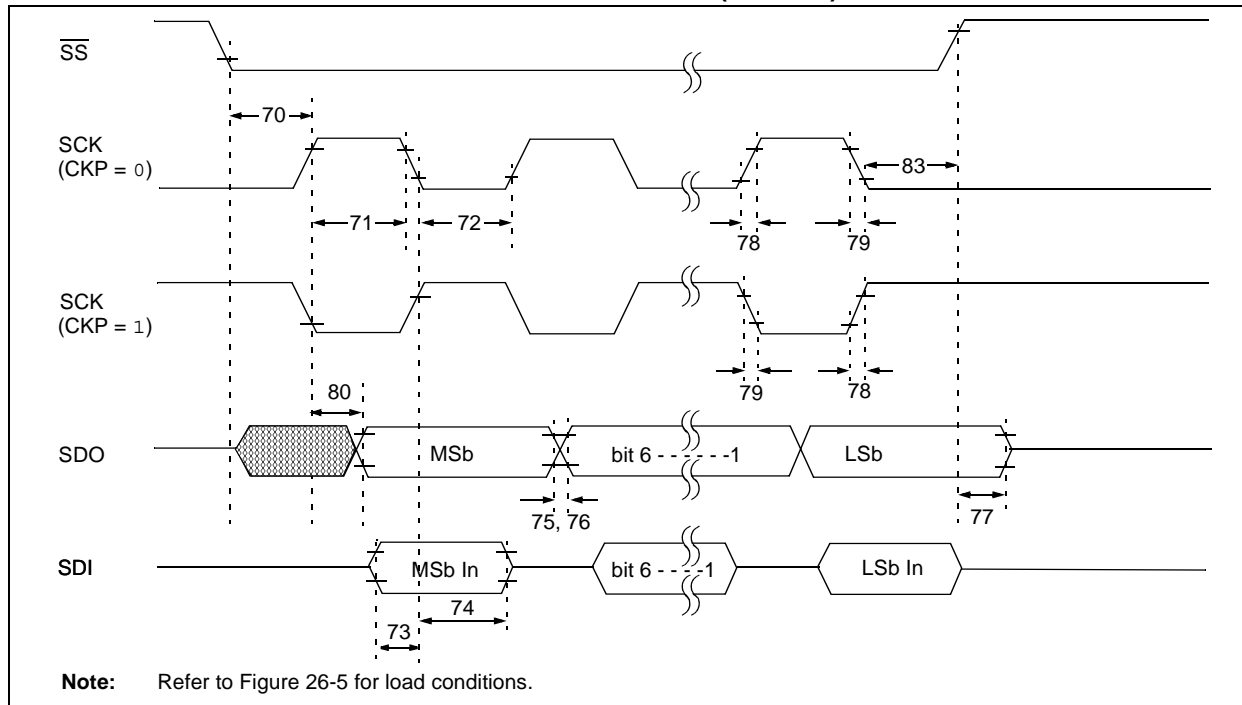 SS
70
SCK
(CKP = 0)
83
71
72
78
79
SCK
(CKP = 1)
80
79
78
SDO
MSb
bit 6 - - - - - - -1
LSb
75, 76
77
SDI
MSb In
bit 6 - - - - -1
LSb In
74
73
Note: Refer to Figure 26-5 for load conditions.